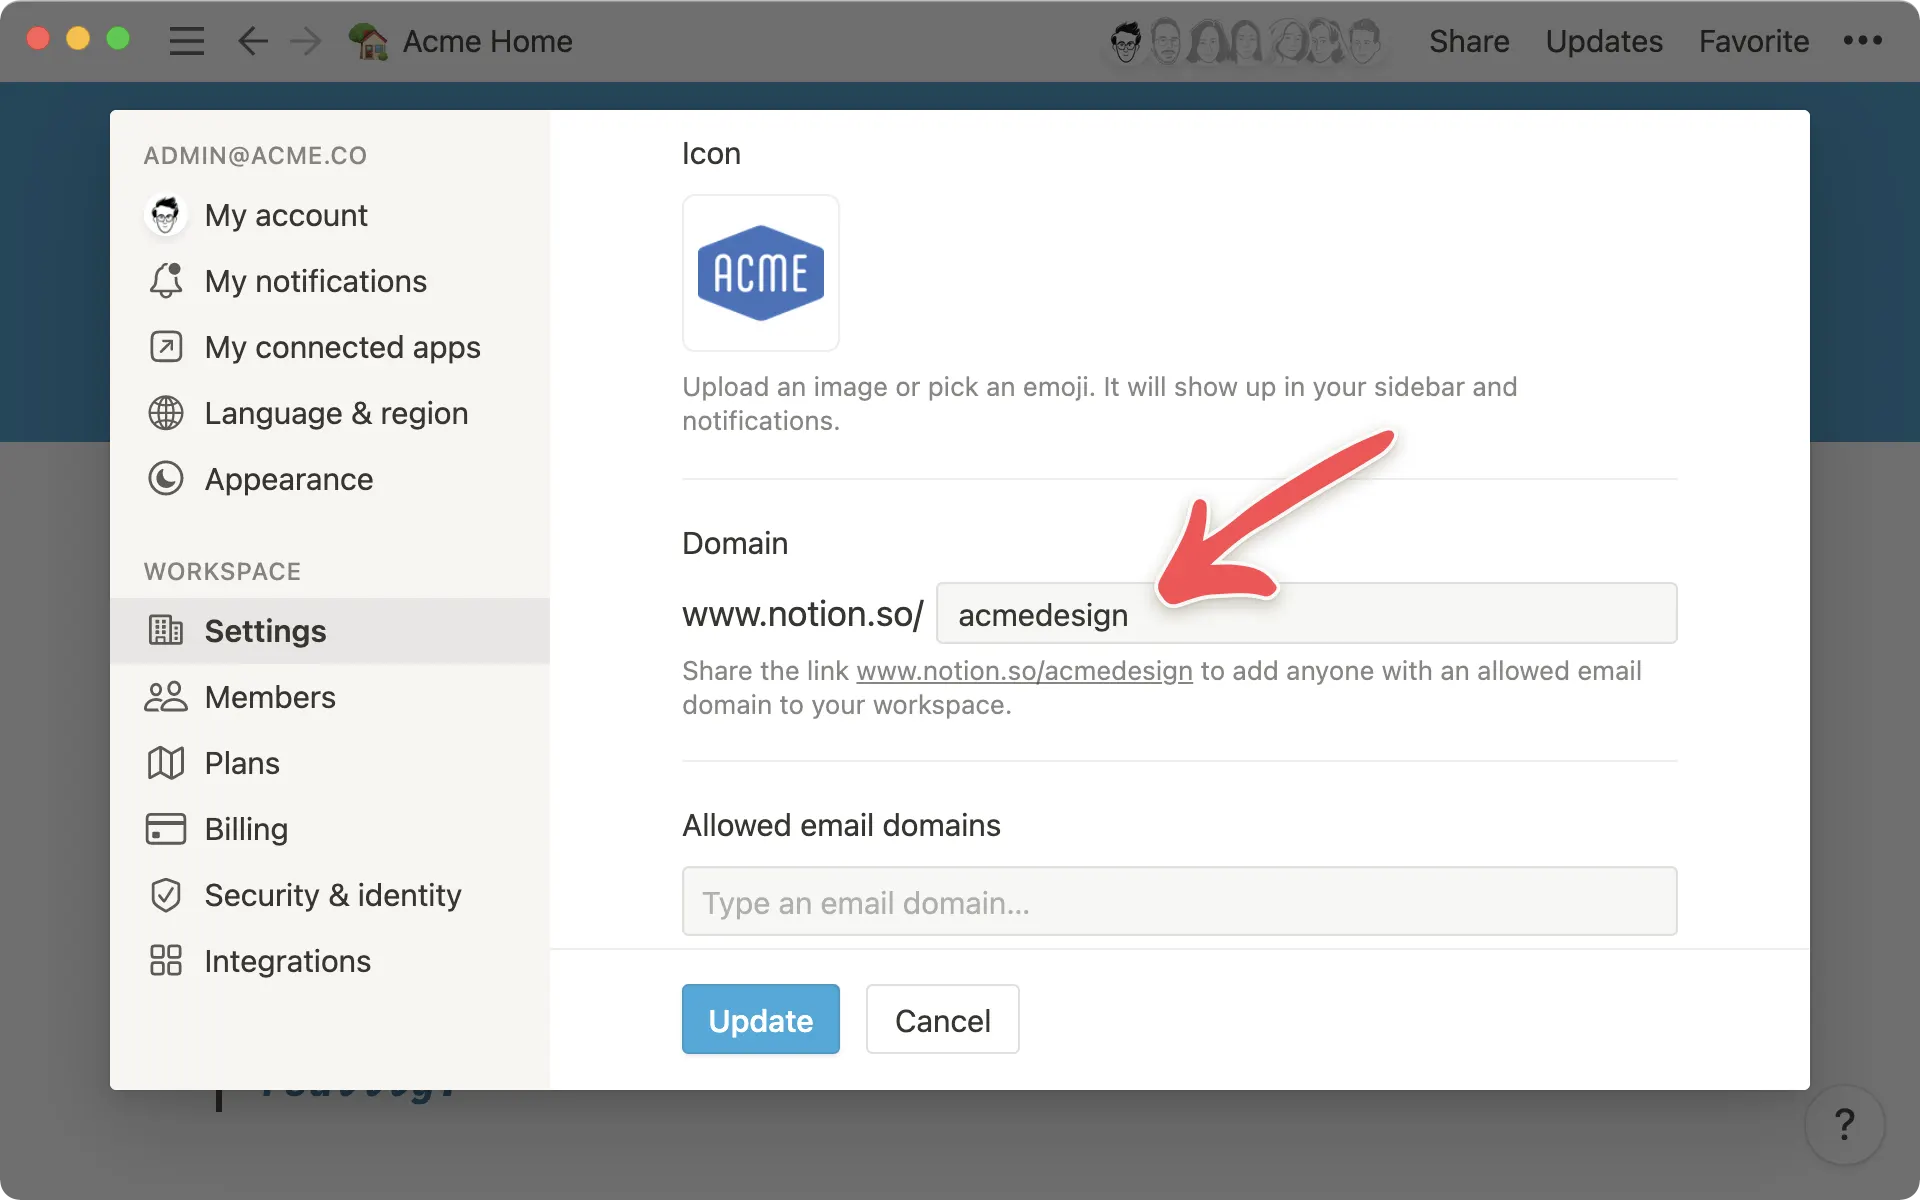 Acme Home
Share Updates Favorite •••
ADMIN@ACME.CO
My account
My notifications
My connected apps
Language & region
Appearance
WORKSPACE
Settings
Members
Plans
Billing
Security & identity
Integrations
Icon
ACME
Upload an image or pick an emoji. It will show up in your sidebar and
notifications.
Domain
www.notion.so/ acmedesign
Share the link www.notion.so/acmedesign to add anyone with an allowed email
domain to your workspace.
Allowed email domains
Type an email domain...
Update Cancel
?